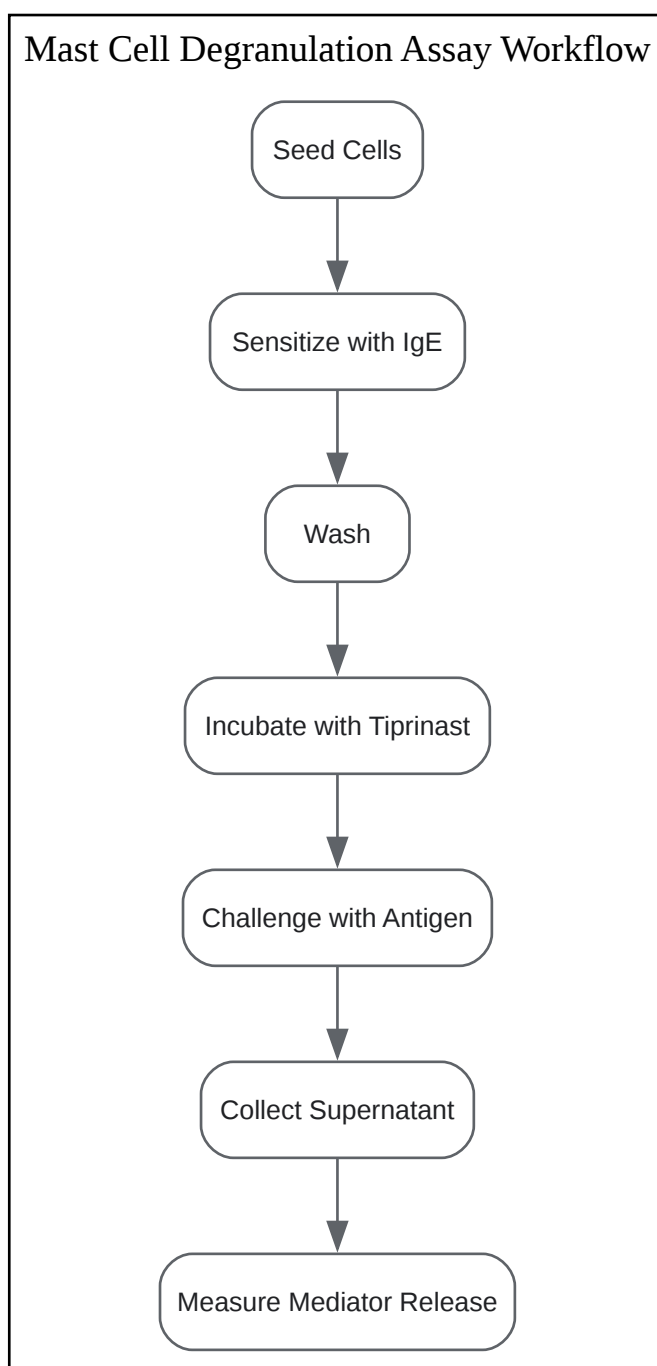 Mast Cell Degranulation Assay Workflow
Seed Cells
Sensitize with IgE
Wash
Incubate with Tiprinast
Challenge with Antigen
Collect Supernatant
Measure Mediator Release